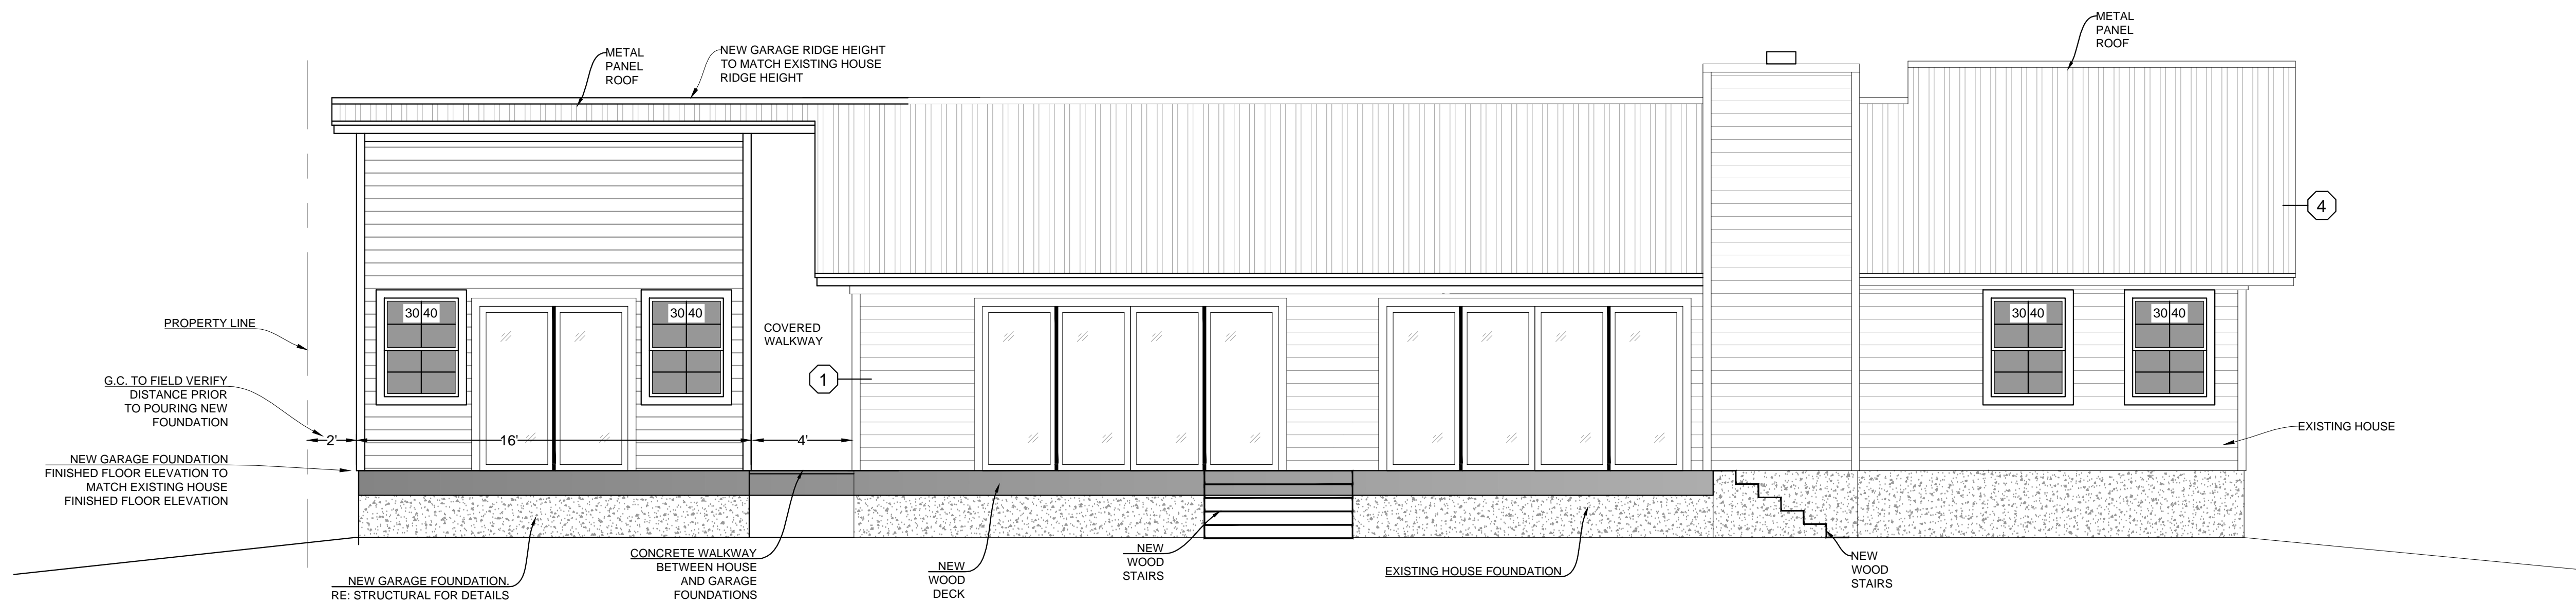 METAL
PANEL
ROOF
NEW GARAGE RIDGE HEIGHT
TO MATCH EXISTING HOUSE
RIDGE HEIGHT
METAL
PANEL
ROOF
4
PROPERTY LINE
30 40
30 40
COVERED
WALKWAY
1
30 40
30 40
G.C. TO FIELD VERIFY
DISTANCE PRIOR
TO POURING NEW
FOUNDATION
2'
16'
4'
EXISTING HOUSE
NEW GARAGE FOUNDATION
FINISHED FLOOR ELEVATION TO
MATCH EXISTING HOUSE
FINISHED FLOOR ELEVATION
NEW GARAGE FOUNDATION.
RE: STRUCTURAL FOR DETAILS
CONCRETE WALKWAY
BETWEEN HOUSE
AND GARAGE
FOUNDATIONS
NEW
WOOD
DECK
NEW
WOOD
STAIRS
EXISTING HOUSE FOUNDATION
NEW
WOOD
STAIRS